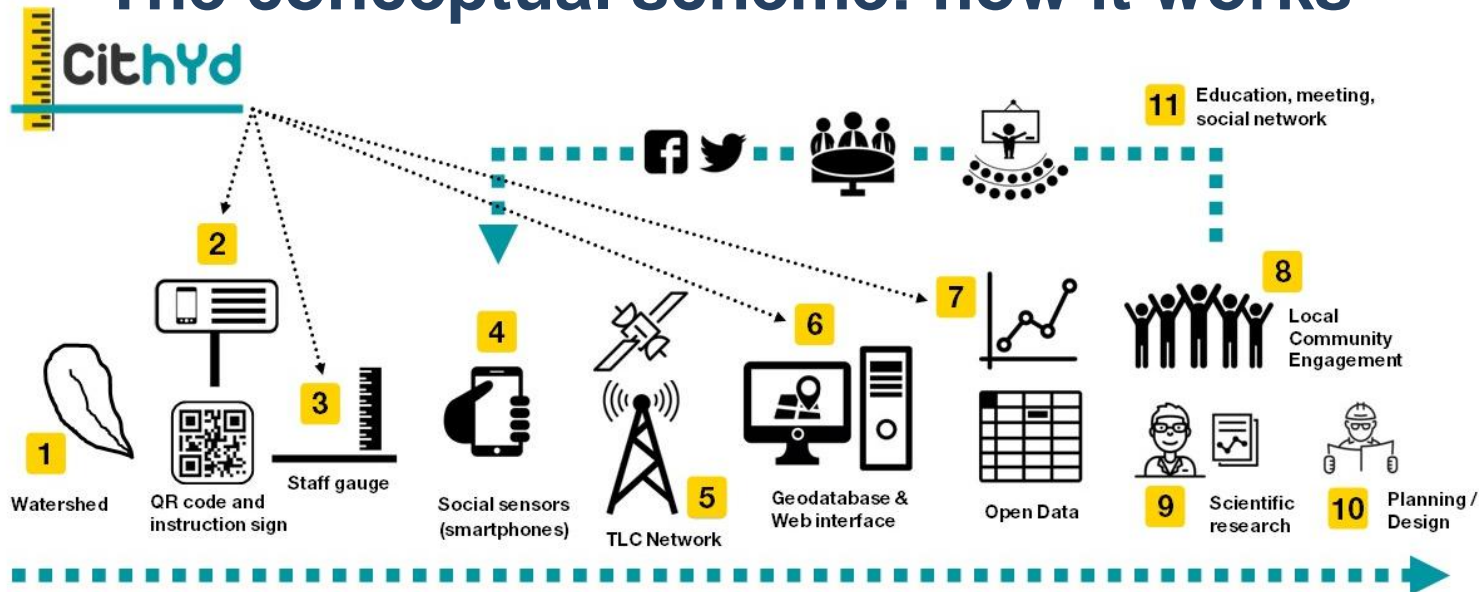 The conceptual scheme: how it works
CithYd
11
Education, meeting,
social network
2
8
7
6
4
Local
Community
Engagement
3
1
Watershed
QR code and
instruction sign
Staff gauge
Social sensors
(smartphones)
5
TLC Network
Geodatabase &
Web interface
Open Data
9
Scientific
research
10
Planning /
Design